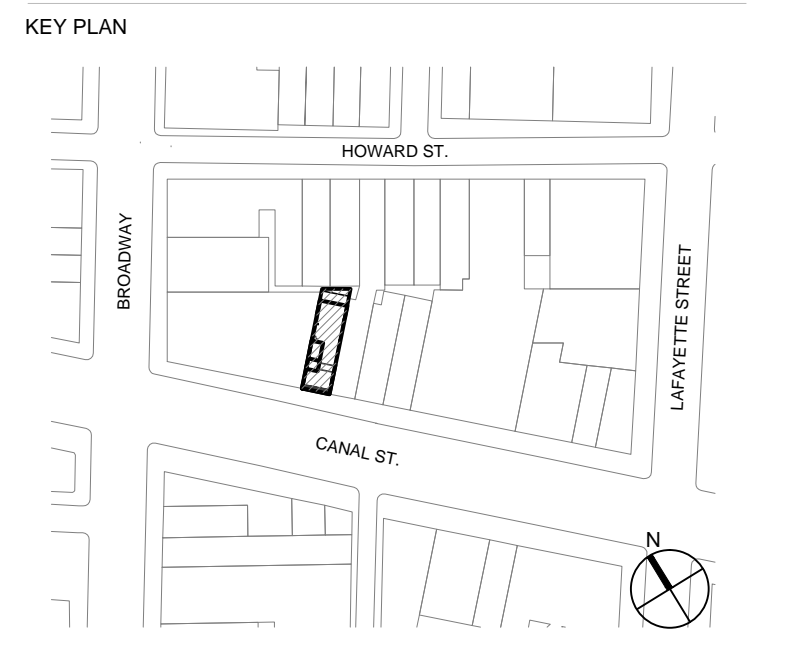 KEY PLAN
HOWARD ST.
BROADWAY
LAFAYETTE STREET
CANAL ST.
N